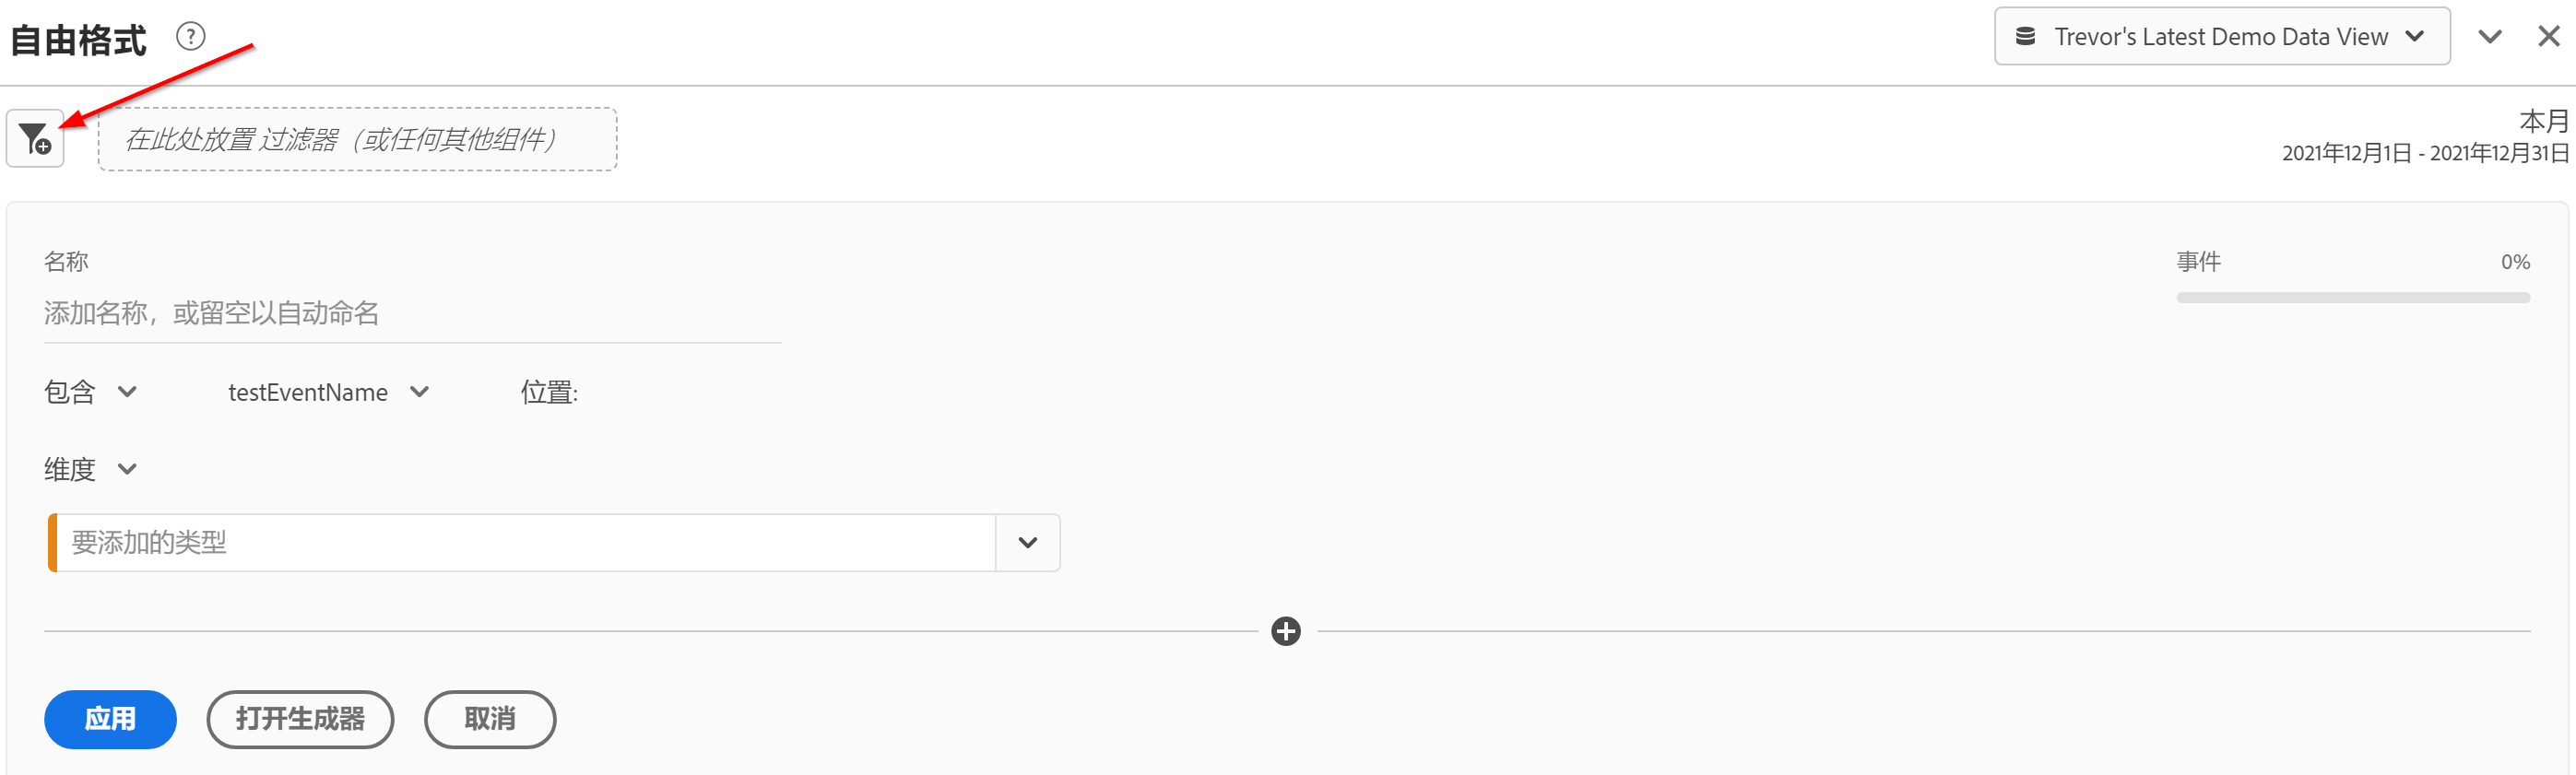 自由格式
?
Trevor's Latest Demo Data View
在此处放置 过滤器（或任何其他组件）
本月
2021年12月1日 - 2021年12月31日
名称
事件 0%
添加名称，或留空以自动命名
包含 testEventName 位置:
维度
要添加的类型
应用 打开生成器 取消